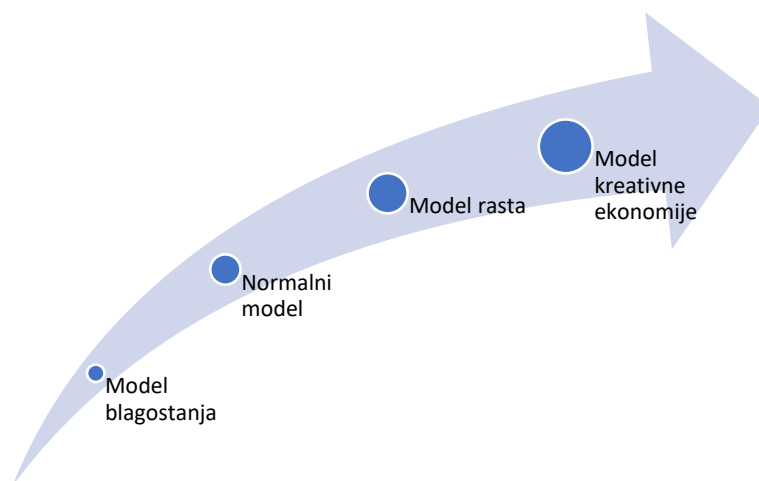 Model
kreativne
ekonomije
Model rasta
Normalni
model
Model
blagostanja